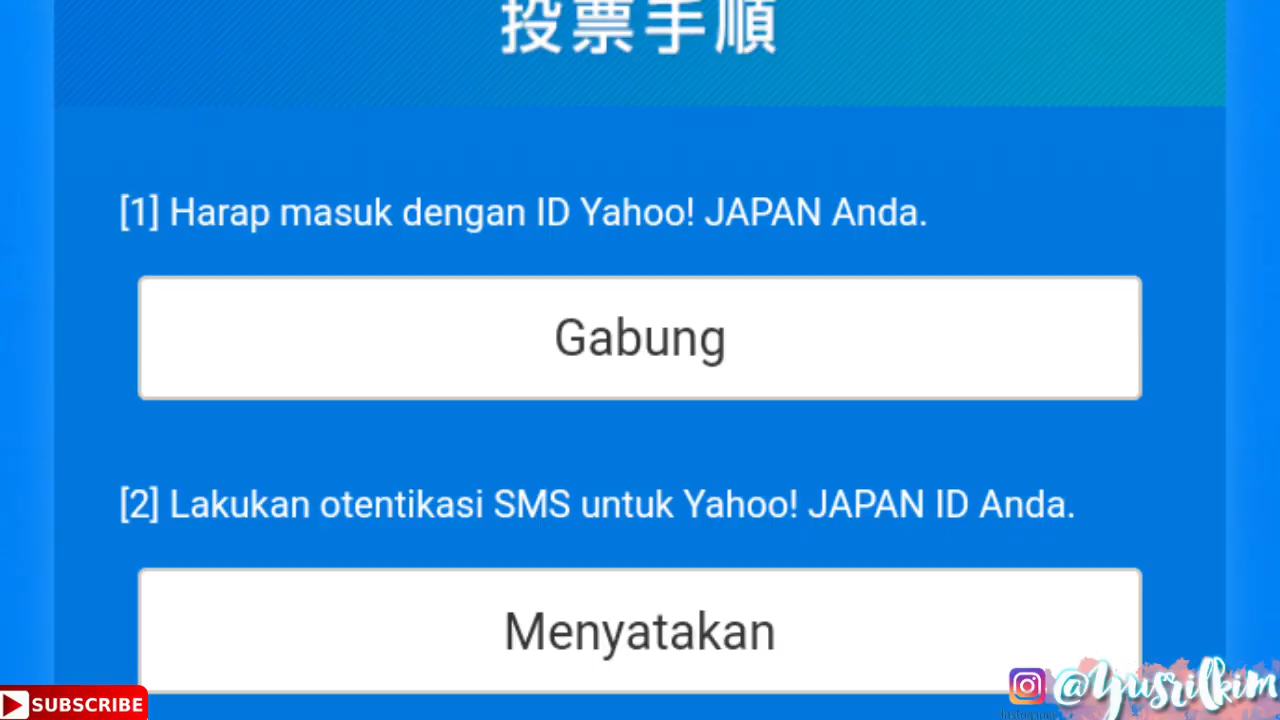 投票手順
[1] Harap masuk dengan ID Yahoo! JAPAN Anda.
Gabung
[2] Lakukan otentikasi SMS untuk Yahoo! JAPAN ID Anda.
Menyatakan
SUBSCRIBE
@Yusrilkim
Instagram